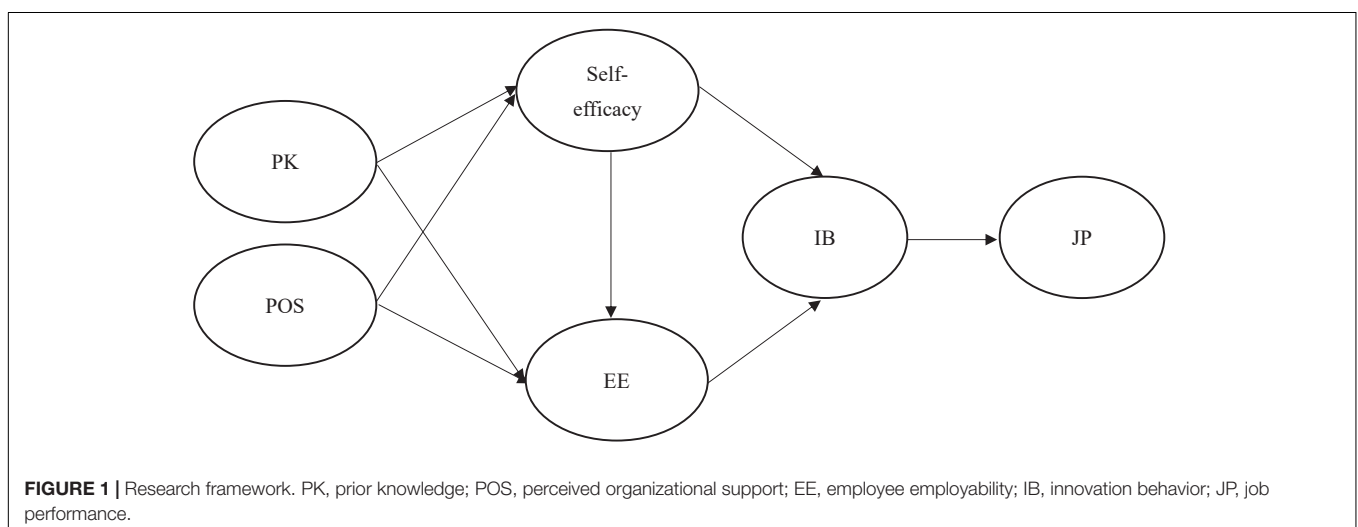 Self-
efficacy
PK
IB
JP
POS
EE
FIGURE 1 | Research framework. PK, prior knowledge; POS, perceived organizational support; EE, employee employability; IB, innovation behavior; JP, job
performance.